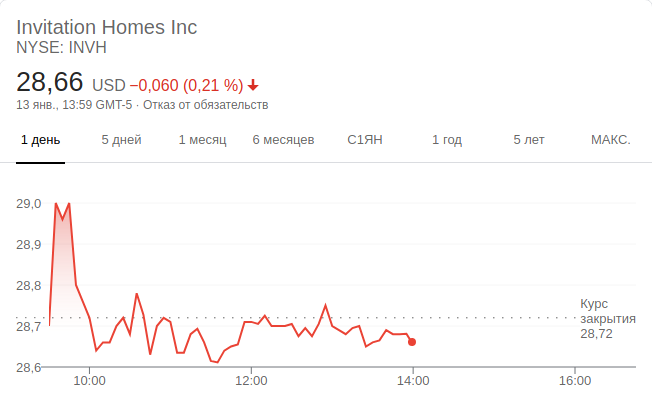 Invitation Homes Inc
NYSE: INVH
28,66 USD −0,060 (0,21 %)
13 янв., 13:59 GMT-5 · Отказ от обязательств
1 день 5 дней 1 месяц 6 месяцев С1ЯН 1 год 5 лет МАКС.
29,0
28,9
28,8
28,7
28,6
Курс
закрытия
28,72
10:00 12:00 14:00 16:00